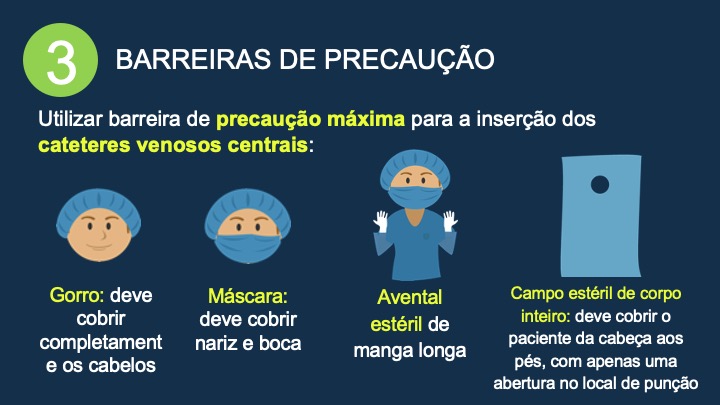 3
BARREIRAS DE PRECAUÇÃO
Utilizar barreira de precaução máxima para a inserção dos
cateteres venosos centrais:
Gorro: deve
cobrir
completament
e os cabelos
Máscara:
deve cobrir
nariz e boca
Avental
estéril de
manga longa
Campo estéril de corpo
inteiro: deve cobrir o
paciente da cabeça aos
pés, com apenas uma
abertura no local de punção